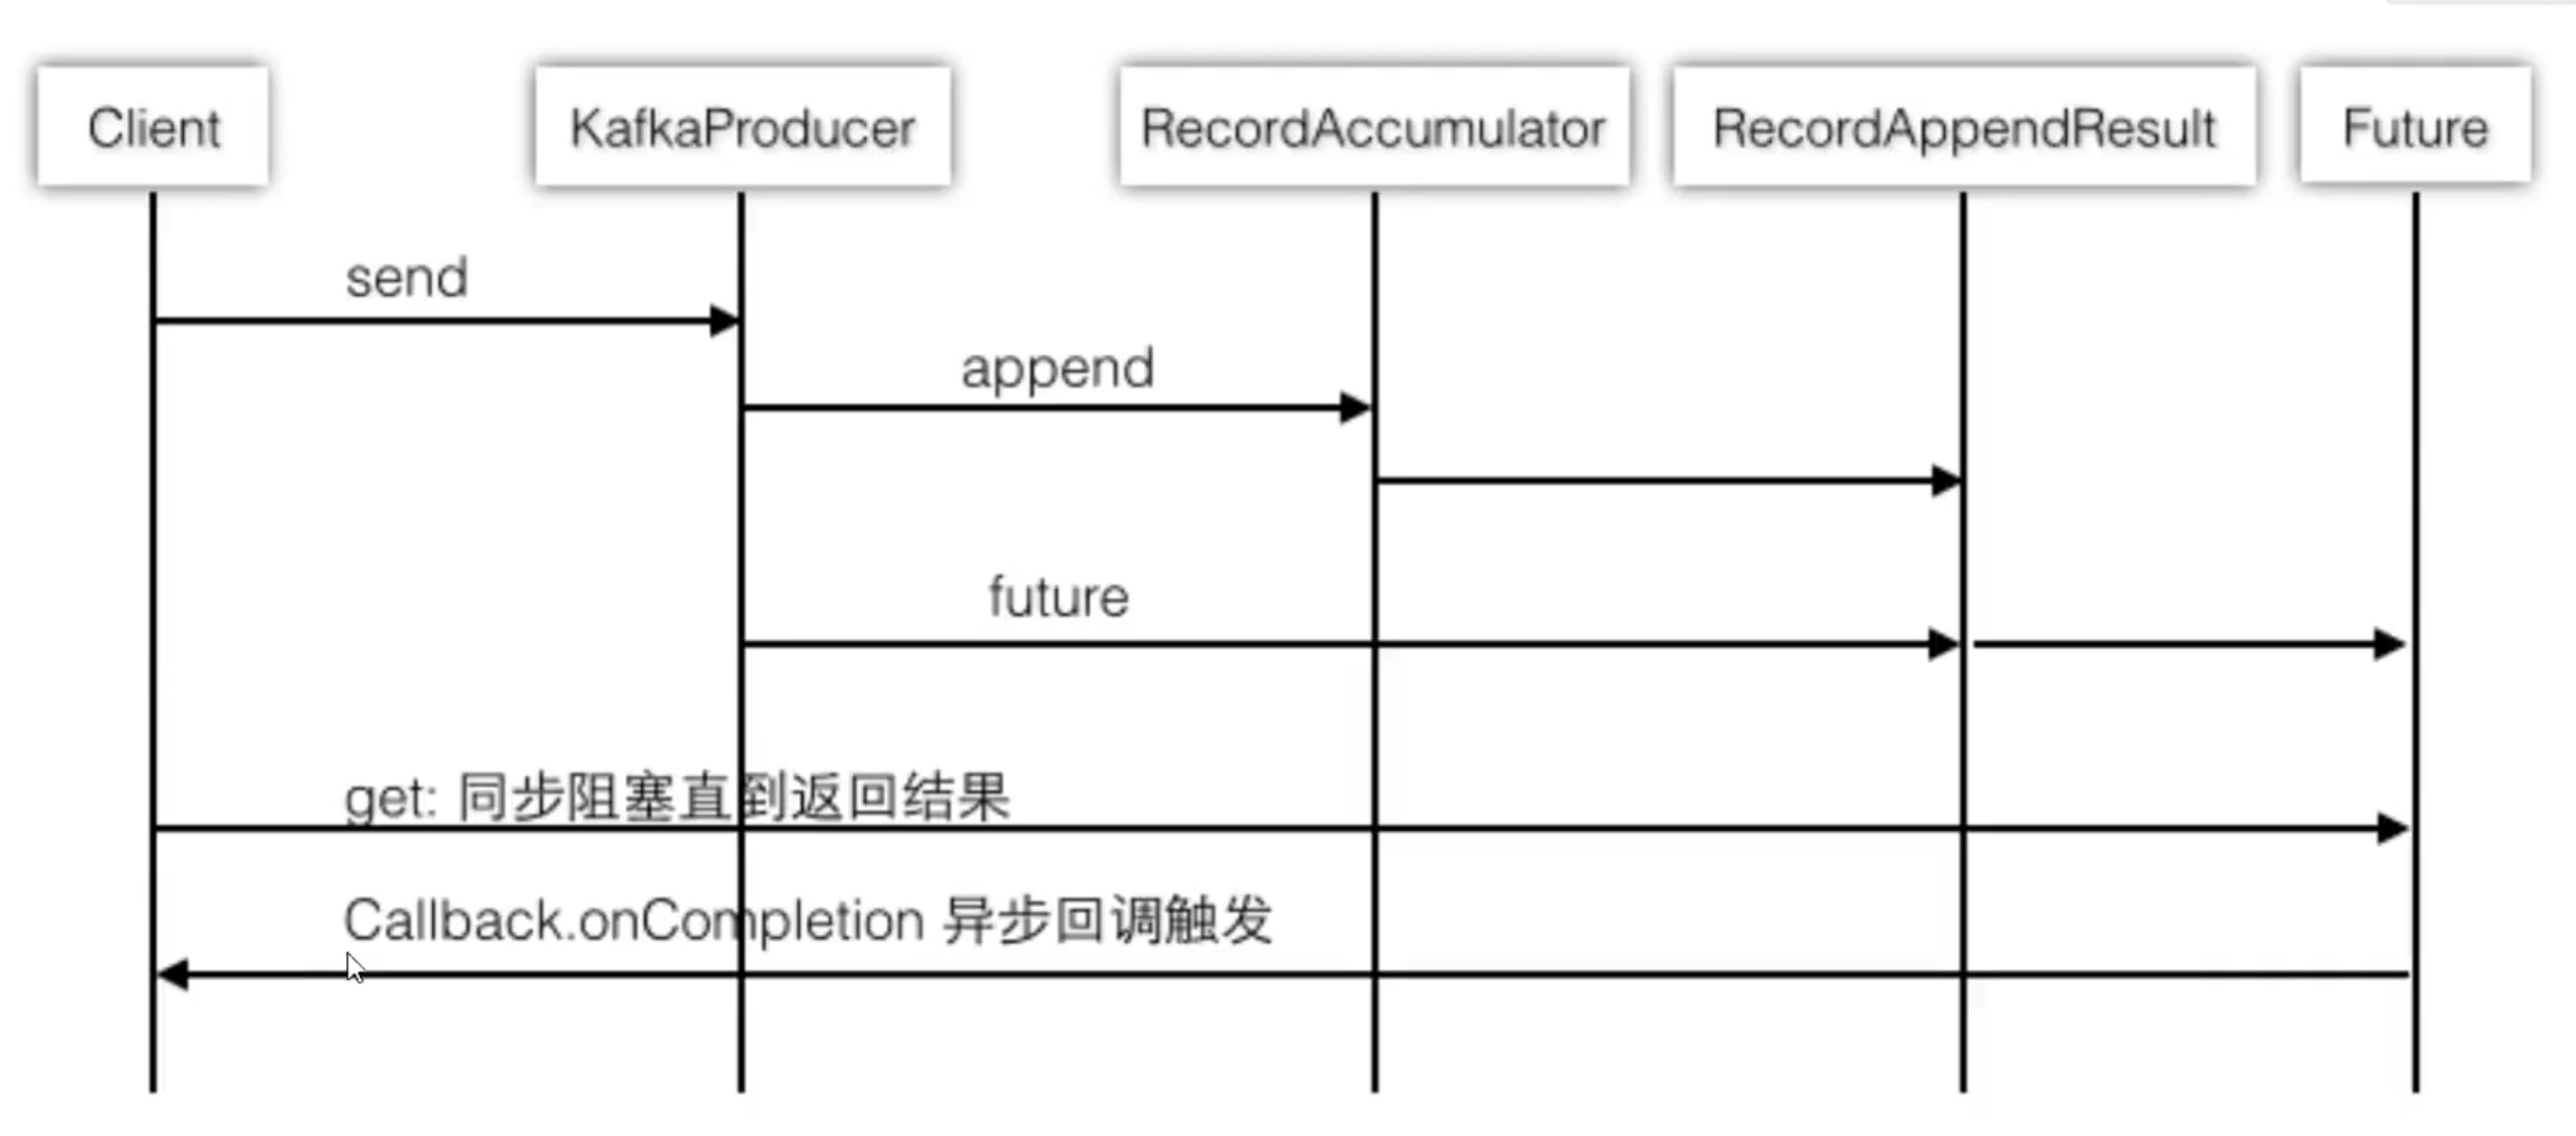 Client
KafkaProducer
RecordAccumulator
RecordAppendResult
Future
send
append
future
get: 同步阻塞直到返回结果
Callback.onCompletion 异步回调触发